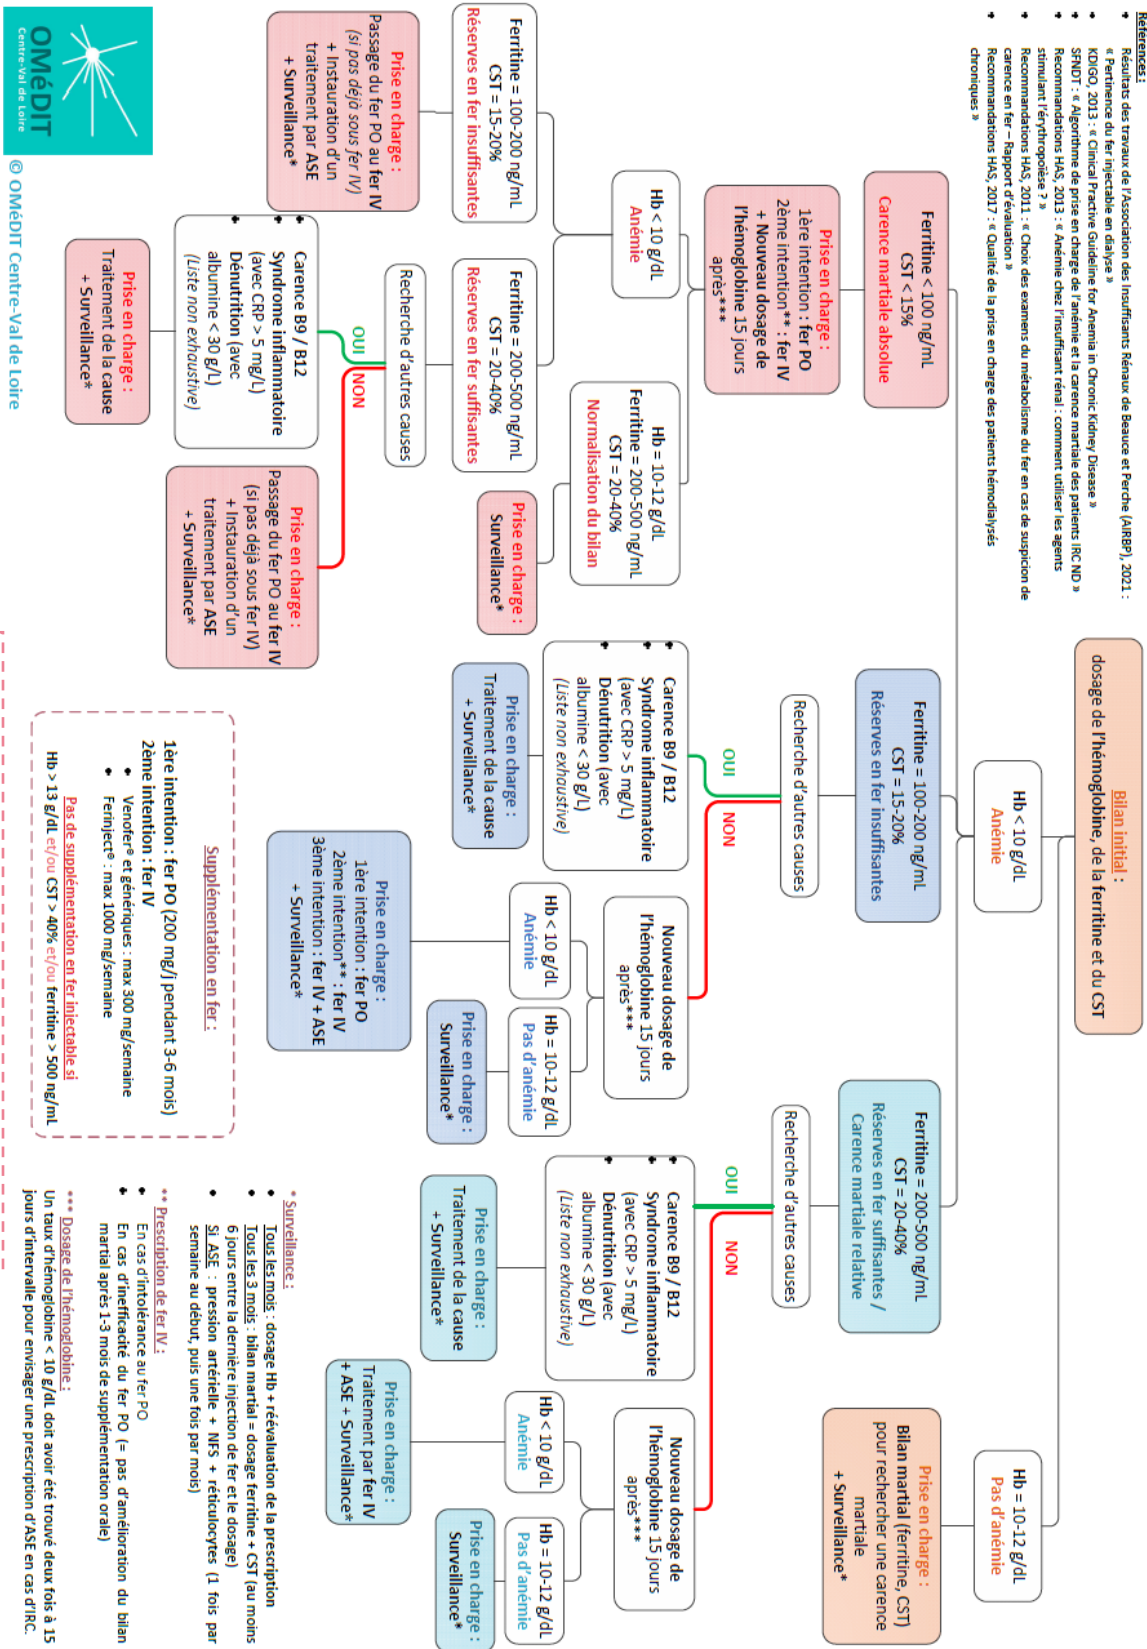 Références :
• Résultats des travaux de l'Association des Insuffisants Rénaux de Beauce et Perche (AIRBP), 2021 :
« Pertinence du fer injectable en dialyse »
• KDIGO, 2013 : « Clinical Practive Guideline for Anemia in Chronic Kidney Disease »
• SFNDT : « Algorithme de prise en charge de l'anémie et la carence martiale des patients IRC ND »
• Recommandations HAS, 2013 : « Anémie chez l'insuffisant rénal : comment utiliser les agents
stimulant l'érythropoïèse ? »
• Recommandations HAS, 2011 : « Choix des examens du métabolisme du fer en cas de suspicion de
carence en fer – Rapport d'évaluation »
• Recommandations HAS, 2017 : « Qualité de la prise en charge des patients hémodialysés
chroniques »
Bilan initial :
dosage de l'hémoglobine, de la ferritine et du CST
Hb < 10 g/dL
Anémie
Hb = 10-12 g/dL
Pas d'anémie
Ferritine < 100 ng/mL
CST < 15%
Carence martiale absolue
Ferritine = 100-200 ng/mL
CST = 15-20%
Réserves en fer insuffisantes
Ferritine = 200-500 ng/mL
CST = 20-40%
Réserves en fer suffisantes /
Carence martiale relative
Prise en charge :
Bilan martial (ferritine, CST)
pour rechercher une carence
martiale
+ Surveillance*
Prise en charge :
1ère intention : fer PO
2ème intention** : fer IV
+ Nouveau dosage de
l'hémoglobine 15 jours
après***
Hb < 10 g/dL
Anémie
Hb = 10-12 g/dL
Ferritine = 200-500 ng/mL
CST = 20-40%
Normalisation du bilan
Prise en charge :
Surveillance*
Ferritine = 100-200 ng/mL
CST = 15-20%
Réserves en fer insuffisantes
Ferritine = 200-500 ng/mL
CST = 20-40%
Réserves en fer suffisantes
Prise en charge :
Passage du fer PO au fer IV
(si pas déjà sous fer IV)
+ Instauration d'un
traitement par ASE
+ Surveillance*
Recherche d'autres causes
OUI
NON
• Carence B9 / B12
• Syndrome inflammatoire
(avec CRP > 5 mg/L)
• Dénutrition (avec
albumine < 30 g/L)
(Liste non exhaustive)
Prise en charge :
Traitement de la cause
+ Surveillance*
Prise en charge :
Passage du fer PO au fer IV
(si pas déjà sous fer IV)
+ Instauration d'un
traitement par ASE
+ Surveillance*
Recherche d'autres causes
OUI
NON
• Carence B9 / B12
• Syndrome inflammatoire
(avec CRP > 5 mg/L)
• Dénutrition (avec
albumine < 30 g/L)
(Liste non exhaustive)
Prise en charge :
Traitement de la cause
+ Surveillance*
Nouveau dosage de
l'hémoglobine 15 jours
après***
Hb < 10 g/dL
Anémie
Hb = 10-12 g/dL
Pas d'anémie
Prise en charge :
1ère intention : fer PO
2ème intention** : fer IV
3ème intention : fer IV + ASE
+ Surveillance*
Prise en charge :
Surveillance*
Recherche d'autres causes
OUI
NON
• Carence B9 / B12
• Syndrome inflammatoire
(avec CRP > 5 mg/L)
• Dénutrition (avec
albumine < 30 g/L)
(Liste non exhaustive)
Prise en charge :
Traitement de la cause
+ Surveillance*
Nouveau dosage de
l'hémoglobine 15 jours
après***
Hb < 10 g/dL
Anémie
Hb = 10-12 g/dL
Pas d'anémie
Prise en charge :
Traitement par fer IV
+ ASE + Surveillance*
Prise en charge :
Surveillance*
Supplémentation en fer :
1ère intention : fer PO (200 mg/j pendant 3-6 mois)
2ème intention : fer IV
• Venofer® et génériques : max 300 mg/semaine
• Ferinject® : max 1000 mg/semaine
Pas de supplémentation en fer injectable si
Hb > 13 g/dL et/ou CST > 40% et/ou ferritine > 500 ng/mL
* Surveillance :
• Tous les mois : dosage Hb + réévaluation de la prescription
• Tous les 3 mois : bilan martial = dosage ferritine + CST (au moins
6 jours entre la dernière injection de fer et le dosage)
• Si ASE : pression artérielle + NFS + réticulocytes (1 fois par
semaine au début, puis une fois par mois)
** Prescription de fer IV :
• En cas d'intolérance au fer PO
• En cas d'inefficacité du fer PO (= pas d'amélioration du bilan
martial après 1-3 mois de supplémentation orale)
*** Dosage de l'hémoglobine :
Un taux d'hémoglobine < 10 g/dL doit avoir été trouvé deux fois à 15
jours d'intervalle pour envisager une prescription d'ASE en cas d'IRC.
OMéDIT
Centre-Val de Loire
© OMéDIT Centre-Val de Loire